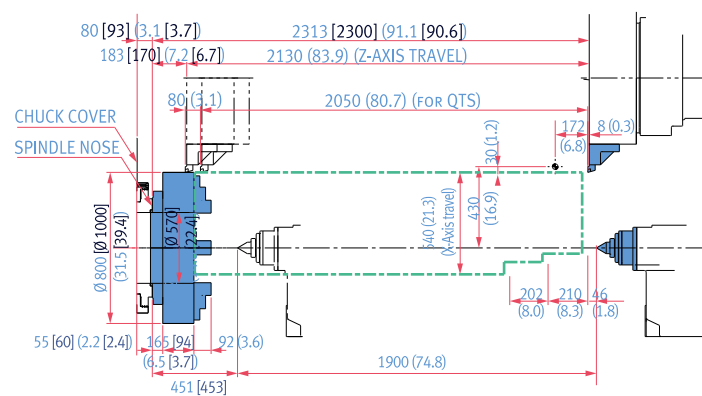 80 [93] (3.1 [3.7]) 2313 [2300] (91.1 [90.6])
183 [170] (7.2 [6.7]) 2130 (83.9) (Z-AXIS TRAVEL)
80 (3.1) 2050 (80.7) (FOR QTS)
CHUCK COVER
SPINDLE NOSE
172
(6.8)
8 (0.3)
30 (1.2)
430
(16.9)
540 (21.3)
(X-Axis travel)
Ø 800 [Ø 1000]
(31.5 [39.4])
Ø 570]
22.4]
202
(8.0)
210
(8.3)
46
(1.8)
55 [60] (2.2 [2.4]) 165 [94] 92 (3.6)
(6.5 [3.7])
451 [453]
1900 (74.8)